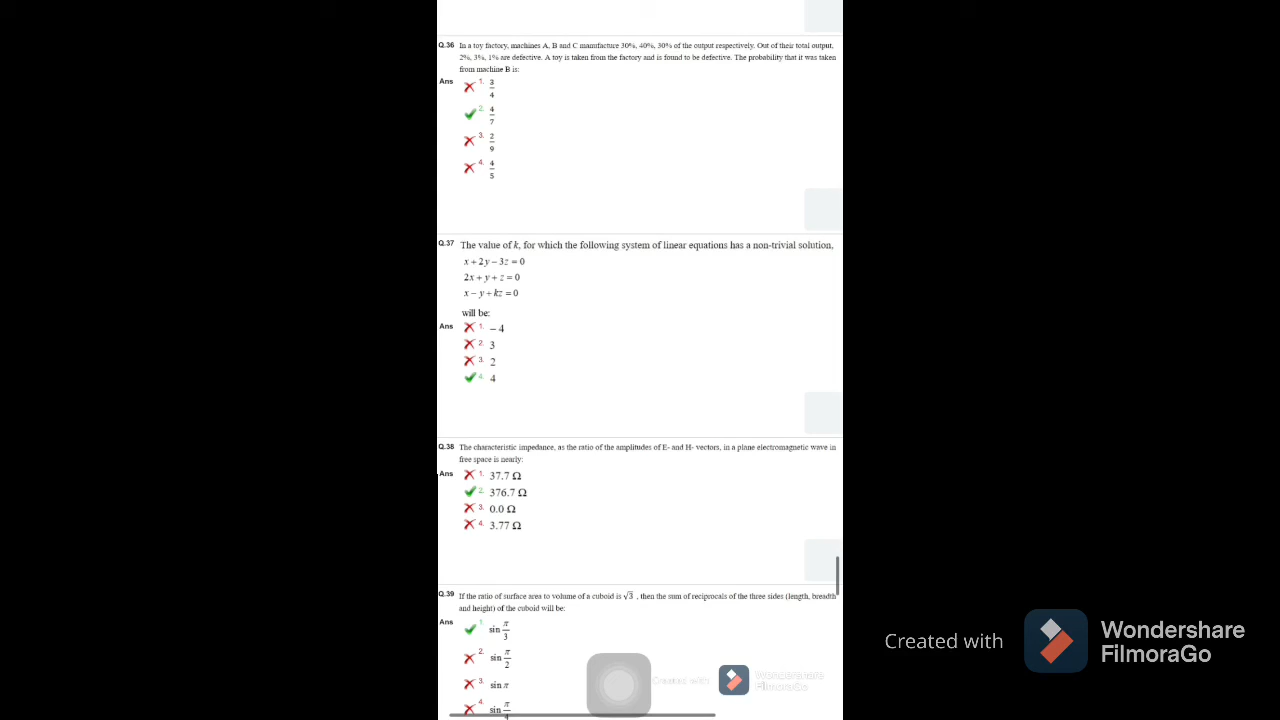 Q.36 In a toy factory, machines A, B and C manufacture 30%, 40%, 30% of the output respectively. Out of their total output,
2%, 3%, 1% are defective. A toy is taken from the factory and is found to be defective. The probability that it was taken
from machine B is:
Ans 1. 3/4
2. 4/7
3. 2/9
4. 4/5
Q.37 The value of k, for which the following system of linear equations has a non-trivial solution,
x + 2y – 3z = 0
2x + y + z = 0
x – y + kz = 0
will be:
Ans 1. – 4
2. 3
3. 2
4. 4
Q.38 The characteristic impedance, as the ratio of the amplitudes of E- and H- vectors, in a plane electromagnetic wave in
free space is nearly:
Ans 1. 37.7 Ω
2. 376.7 Ω
3. 0.0 Ω
4. 3.77 Ω
Q.39 If the ratio of surface area to volume of a cuboid is √3 , then the sum of reciprocals of the three sides (length, breadth
and height) of the cuboid will be:
Ans 1. sin π/3
2. sin π/2
3. sin π
4. sin π/4
Created with
Wondershare
FilmoraGo
Created with
Wondershare
FilmoraGo